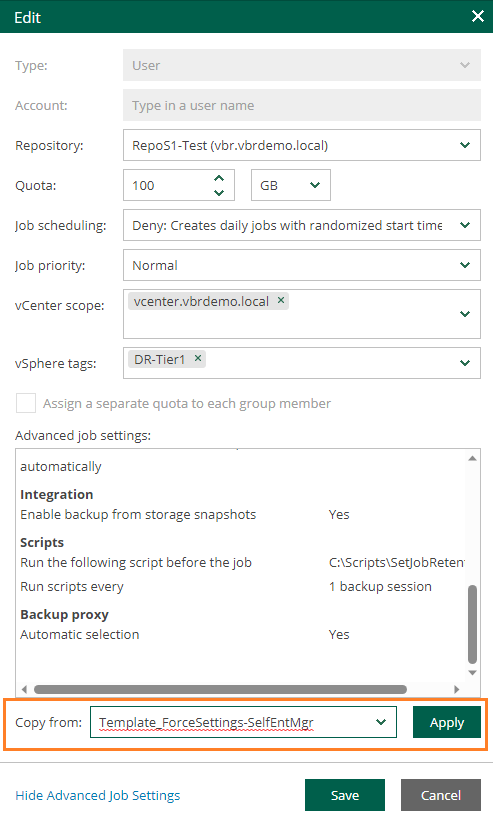 Edit
Type: User
Account: Type in a user name
Repository: RepoS1-Test (vbr.vbrdemo.local)
Quota: 100 GB
Job scheduling: Deny: Creates daily jobs with randomized start time
Job priority: Normal
vCenter scope: vcenter.vbrdemo.local ×
vSphere tags: DR-Tier1 ×
Assign a separate quota to each group member
Advanced job settings:
automatically
Integration
Enable backup from storage snapshots Yes
Scripts
Run the following script before the job C:\Scripts\SetJobReten
Run scripts every 1 backup session
Backup proxy
Automatic selection Yes
Copy from: Template_ForceSettings-SelfEntMgr Apply
Hide Advanced Job Settings Save Cancel